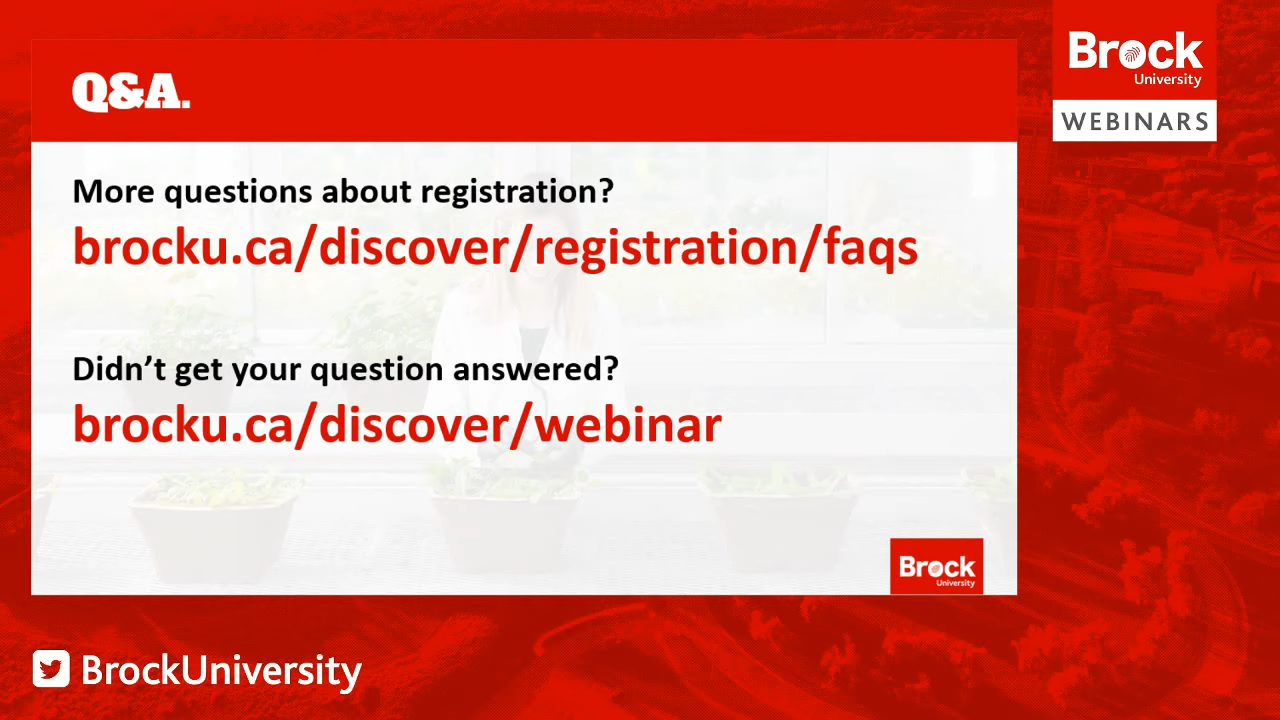 Q&A.
More questions about registration?
brocku.ca/discover/registration/faqs
Didn't get your question answered?
brocku.ca/discover/webinar
Brock
University
Brock
University
WEBINARS
BrockUniversity